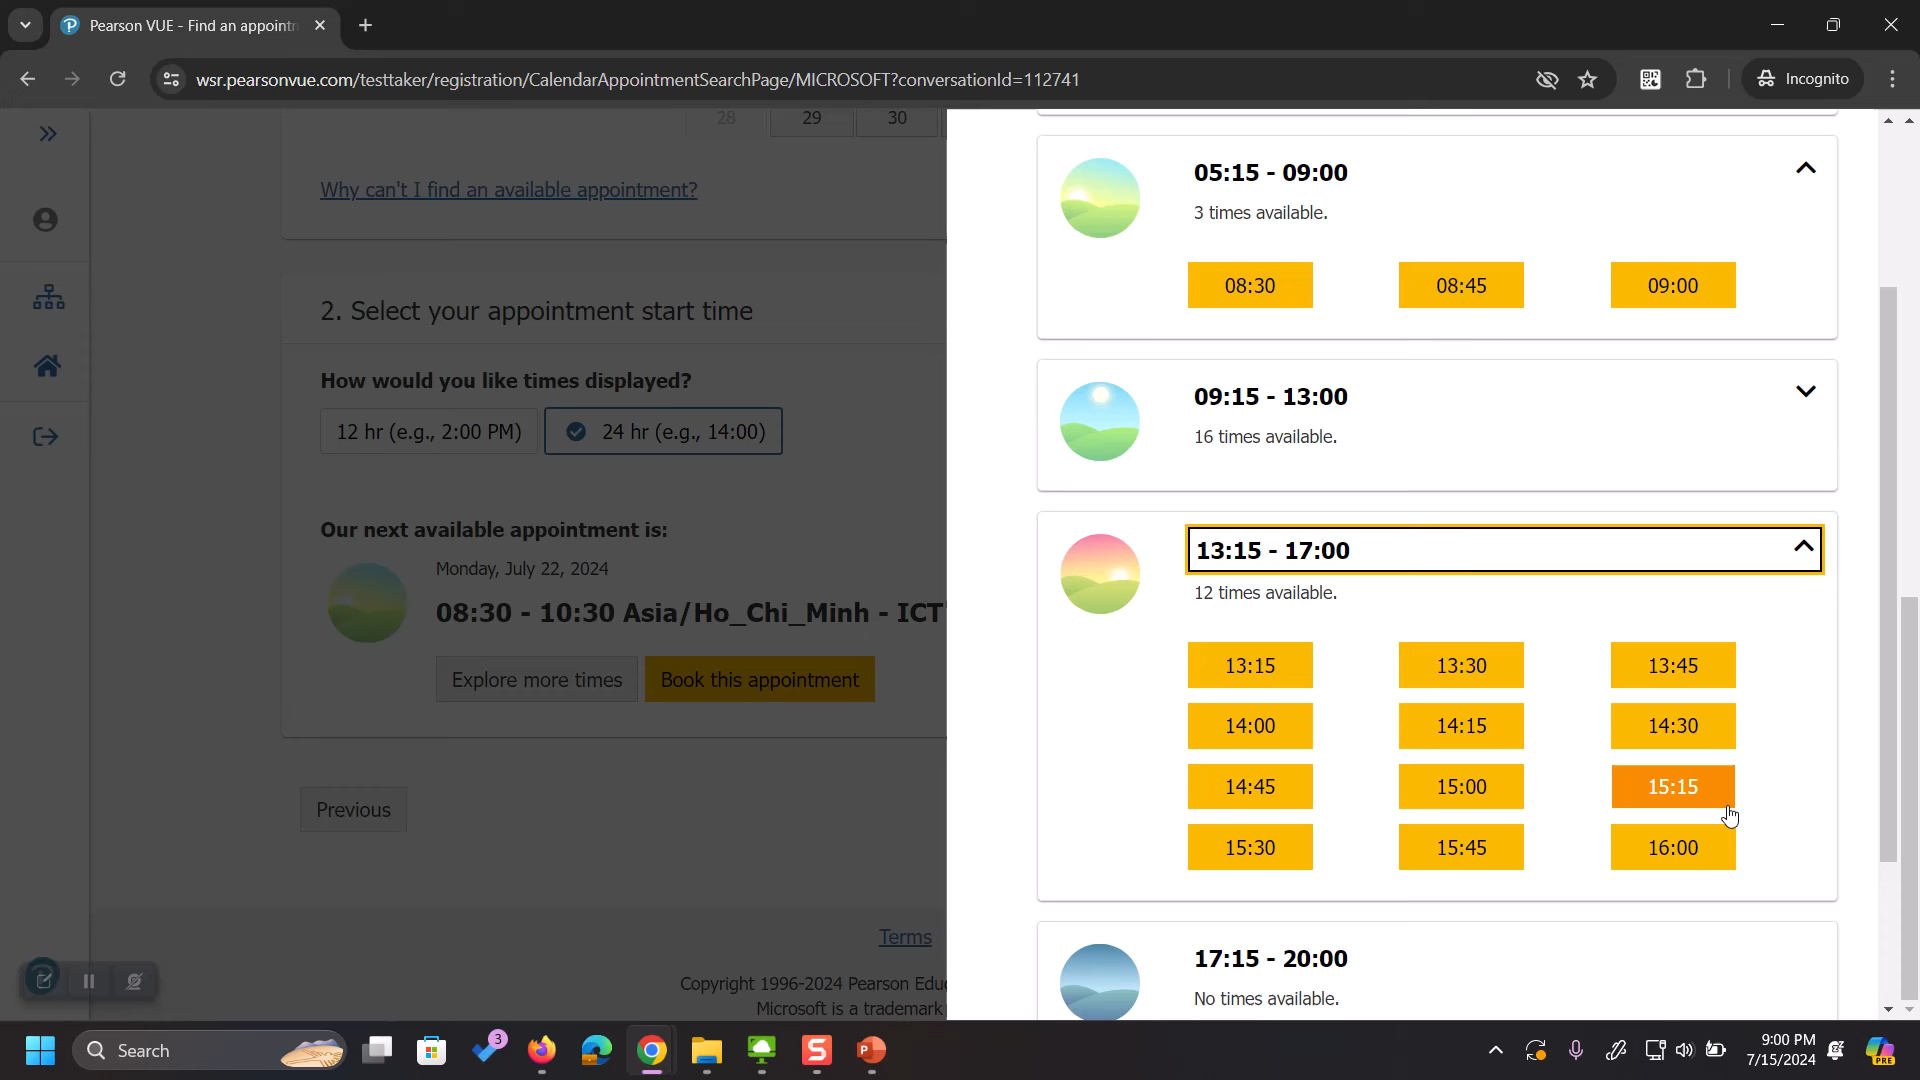 Pearson VUE - Find an appointm
wsr.pearsonvue.com/testtaker/registration/CalendarAppointmentSearchPage/MICROSOFT?conversationId=112741
Incognito
28 29 30
Why can't I find an available appointment?
2. Select your appointment start time
How would you like times displayed?
12 hr (e.g., 2:00 PM)
24 hr (e.g., 14:00)
Our next available appointment is:
Monday, July 22, 2024
08:30 - 10:30 Asia/Ho_Chi_Minh - ICT
Explore more times
Book this appointment
Previous
Terms
Copyright 1996-2024 Pearson Edu
Microsoft is a trademark
05:15 - 09:00
3 times available.
08:30 08:45 09:00
09:15 - 13:00
16 times available.
13:15 - 17:00
12 times available.
13:15 13:30 13:45
14:00 14:15 14:30
14:45 15:00 15:15
15:30 15:45 16:00
17:15 - 20:00
No times available.
Search
3
S
P
9:00 PM
7/15/2024
PRE